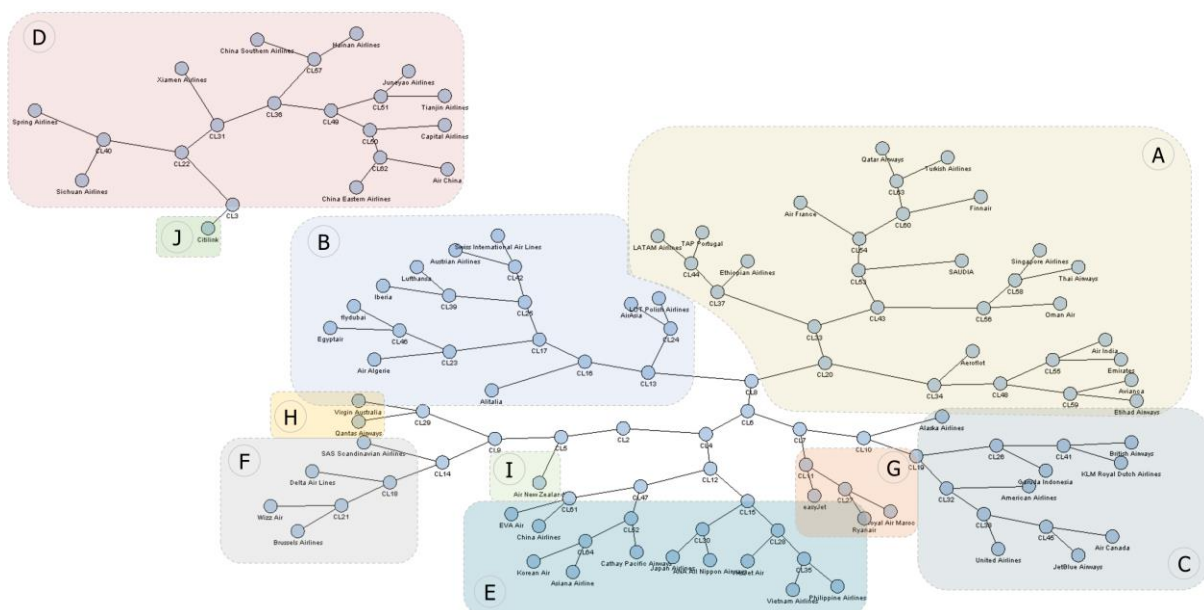 D
China Southern Airlines
Hainan Airlines
CL57
Xiamen Airlines
Juneyao Airlines
CL51
Tianjin Airlines
CL36
CL49
Spring Airlines
CL31
Capital Airlines
CL50
CL40
CL22
CL62
Air China
Sichuan Airlines
China Eastern Airlines
CL3
J
Citilink
A
Qatar Airways
Turkish Airlines
CL63
Finnair
Air France
CL60
CL54
LATAM Airlines
TAP Portugal
CL44
Ethiopian Airlines
SAUDIA
CL53
Singapore Airlines
Thai Airways
CL58
CL37
CL43
CL56
Oman Air
CL33
Air India
Aeroflot
CL55
Emirates
CL20
CL34
CL48
Avianca
CL59
Etihad Airways
B
Swiss International Air Lines
Austrian Airlines
CL42
Lufthansa
Iberia
CL39
CL25
flydubai
LOT Polish Airlines
AirAsia
Egyptair
CL46
CL24
CL17
Air Algerie
CL23
CL16
CL13
Alitalia
CL8
H
Virgin Australia
Qantas Airways
CL29
CL6
CL7
Alaska Airlines
CL2
CL4
CL5
CL9
CL10
F
SAS Scandinavian Airlines
CL14
Delta Air Lines
CL18
Wizz Air
CL21
Brussels Airlines
I
Air New Zealand
CL12
CL47
G
CL11
CL27
easyJet
Royal Air Maroc
Ryanair
CL19
CL26
CL41
British Airways
KLM Royal Dutch Airlines
Garuda Indonesia
CL32
American Airlines
CL38
CL45
Air Canada
United Airlines
JetBlue Airways
C
EVA Air
CL61
China Airlines
CL52
CL15
CL64
CL30
CL28
Korean Air
Asiana Airline
Cathay Pacific Airways
Japan Airlines
ANA All Nippon Airways
VietJet Air
CL35
Vietnam Airlines
Philippine Airlines
E